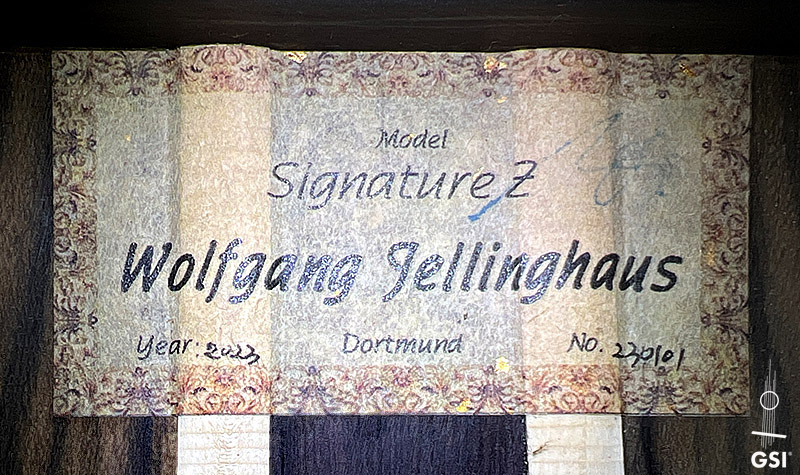 Model
Signature Z
Wolfgang Jellinghaus
Year: 2023 Dortmund No. 230101
GSI